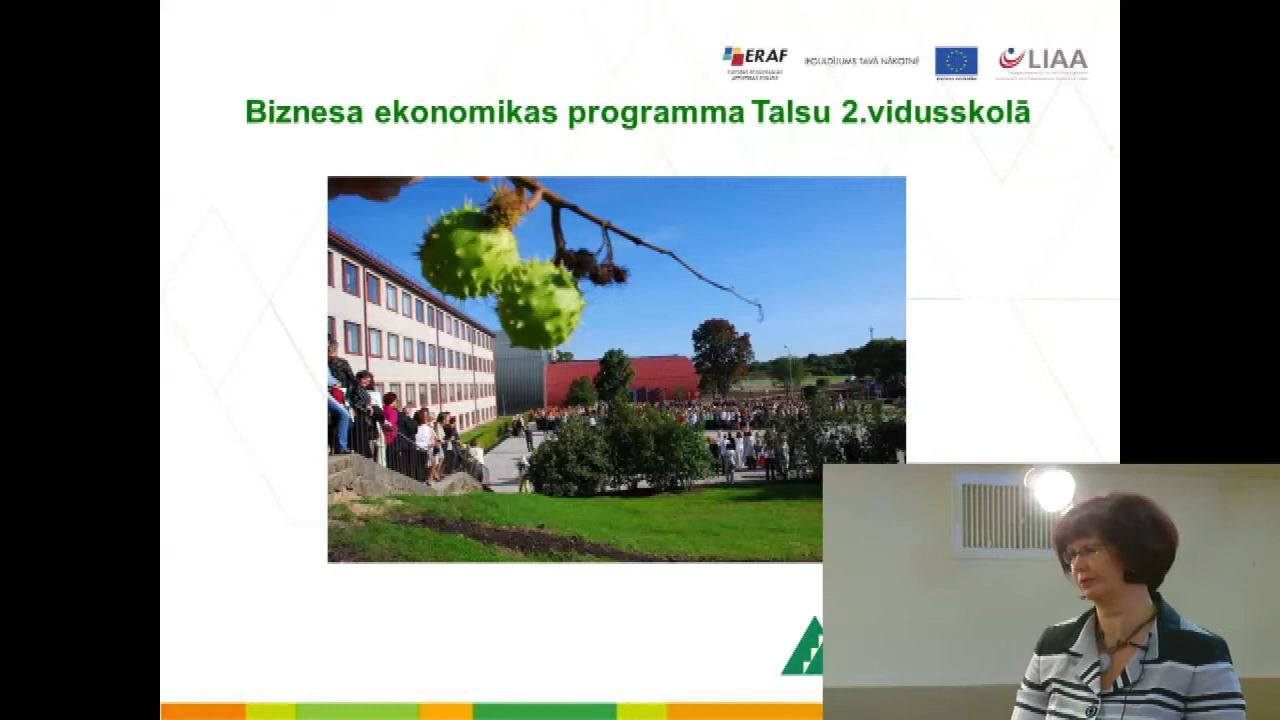 ERAF
IEGULDĪJUMS TAVĀ NĀKOTNĒ
LIAA
Biznesa ekonomikas programma Talsu 2.vidusskolā